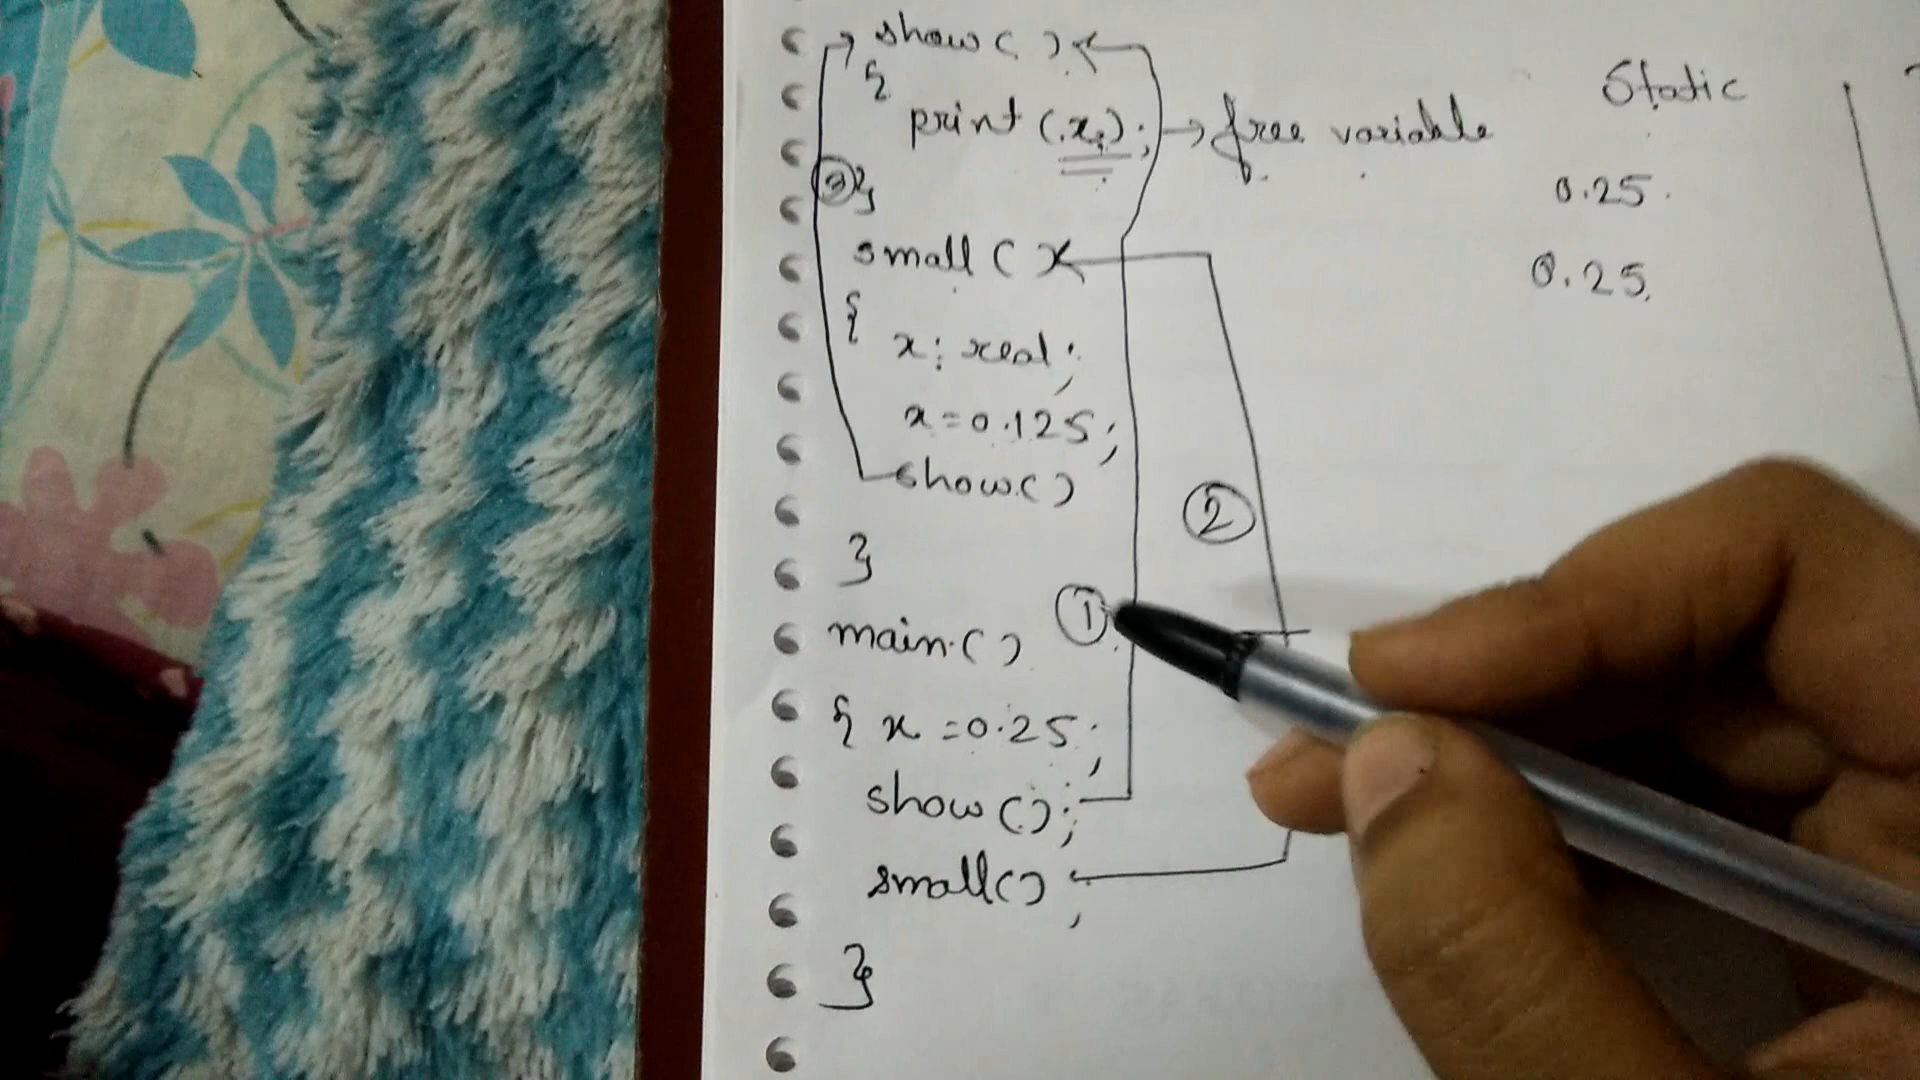 show ( )
{
print (x); → free variable
③ }
small ( )
{
x : real ;
x = 0.125 ;
show ( )
}
②
①
main ( )
{ x = 0.25 ;
show ( ) ;
small ( ) ;
}
Static
0.25
0.25